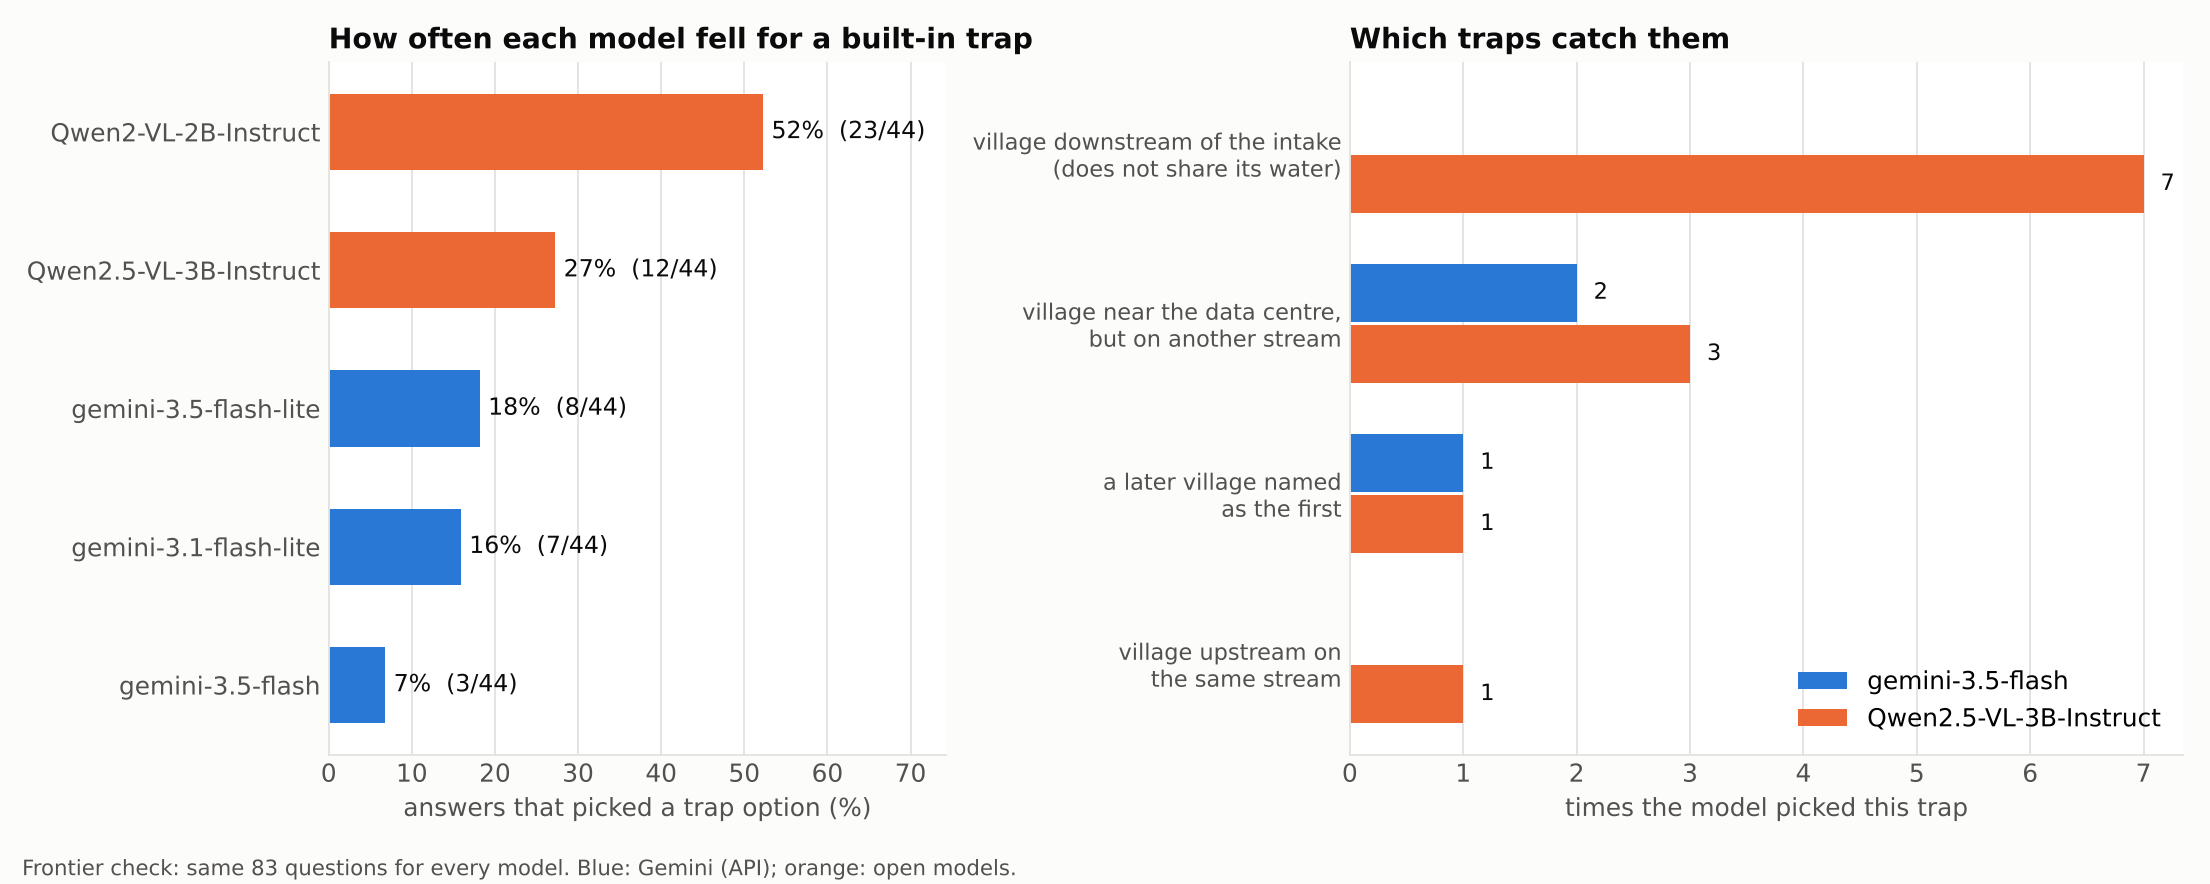 How often each model fell for a built-in trap
Qwen2-VL-2B-Instruct
52%  (23/44)
Qwen2.5-VL-3B-Instruct
27%  (12/44)
gemini-3.5-flash-lite
18%  (8/44)
gemini-3.1-flash-lite
16%  (7/44)
gemini-3.5-flash
7%  (3/44)
0 10 20 30 40 50 60 70
answers that picked a trap option (%)
Which traps catch them
village downstream of the intake
(does not share its water)
7
village near the data centre,
but on another stream
2
3
a later village named
as the first
1
1
village upstream on
the same stream
1
gemini-3.5-flash
Qwen2.5-VL-3B-Instruct
0 1 2 3 4 5 6 7
times the model picked this trap
Frontier check: same 83 questions for every model. Blue: Gemini (API); orange: open models.